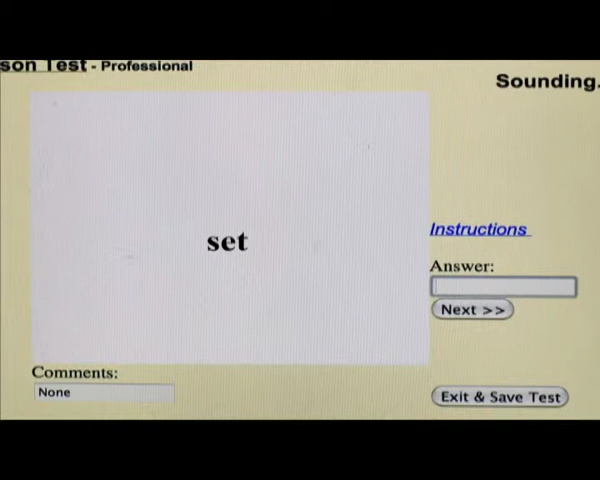 son Test - Professional
Sounding.
set
Instructions
Answer:
Next >>
Comments:
None
Exit & Save Test